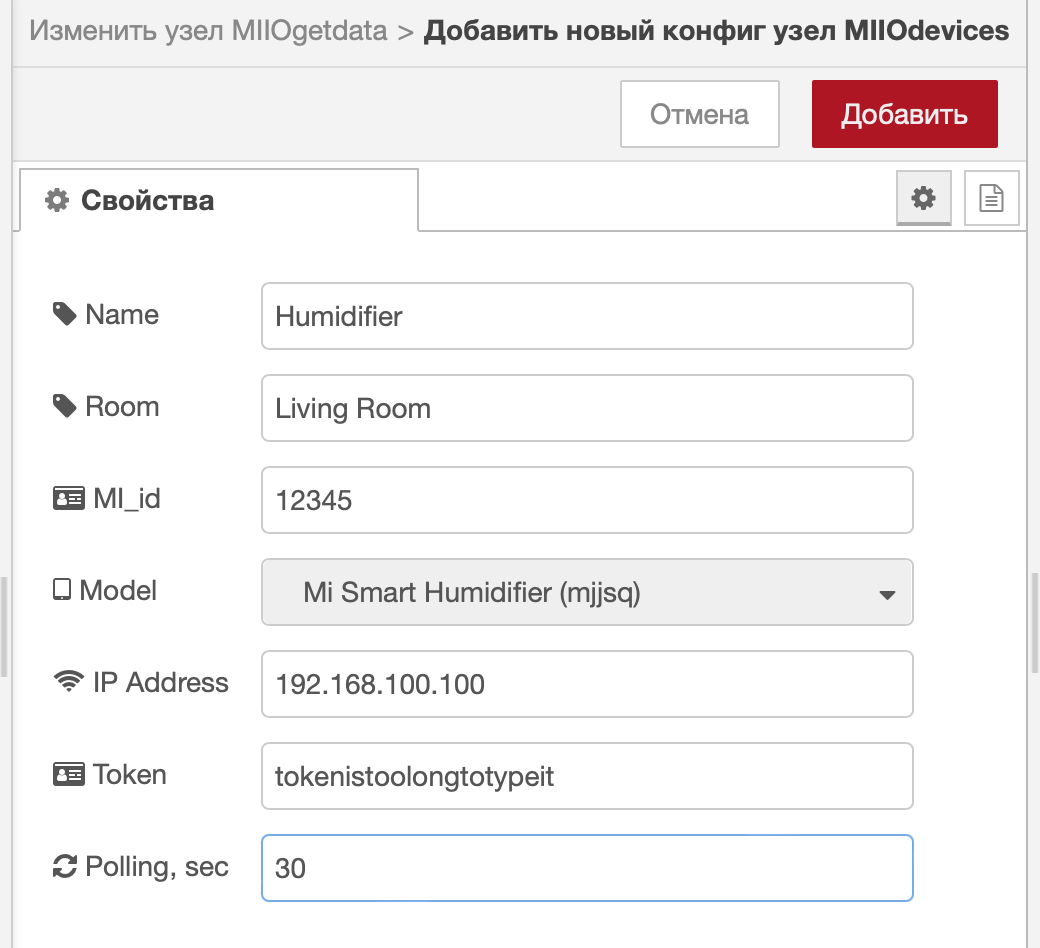 Изменить узел MIIOgetdata > Добавить новый конфиг узел MIIOdevices
Отмена
Добавить
Свойства
Name
Humidifier
Room
Living Room
MI_id
12345
Model
Mi Smart Humidifier (mjjsq)
IP Address
192.168.100.100
Token
tokenistoolongtotypeit
Polling, sec
30